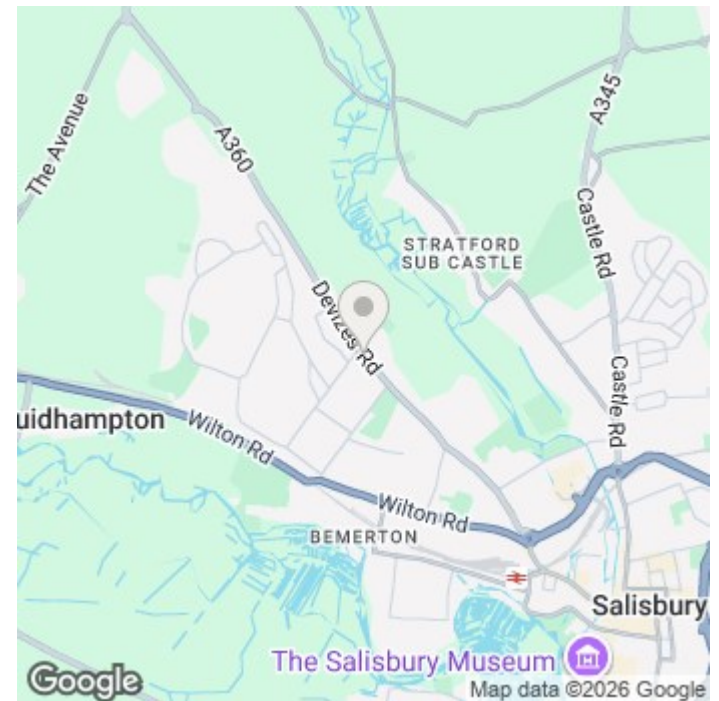 The Avenue
A360
A345
Castle Rd
STRATFORD
SUB CASTLE
Devizes Rd
Castle Rd
uidhampton
Wilton Rd
Wilton Rd
BEMERTON
Salisbury
The Salisbury Museum
Google
Map data ©2026 Google